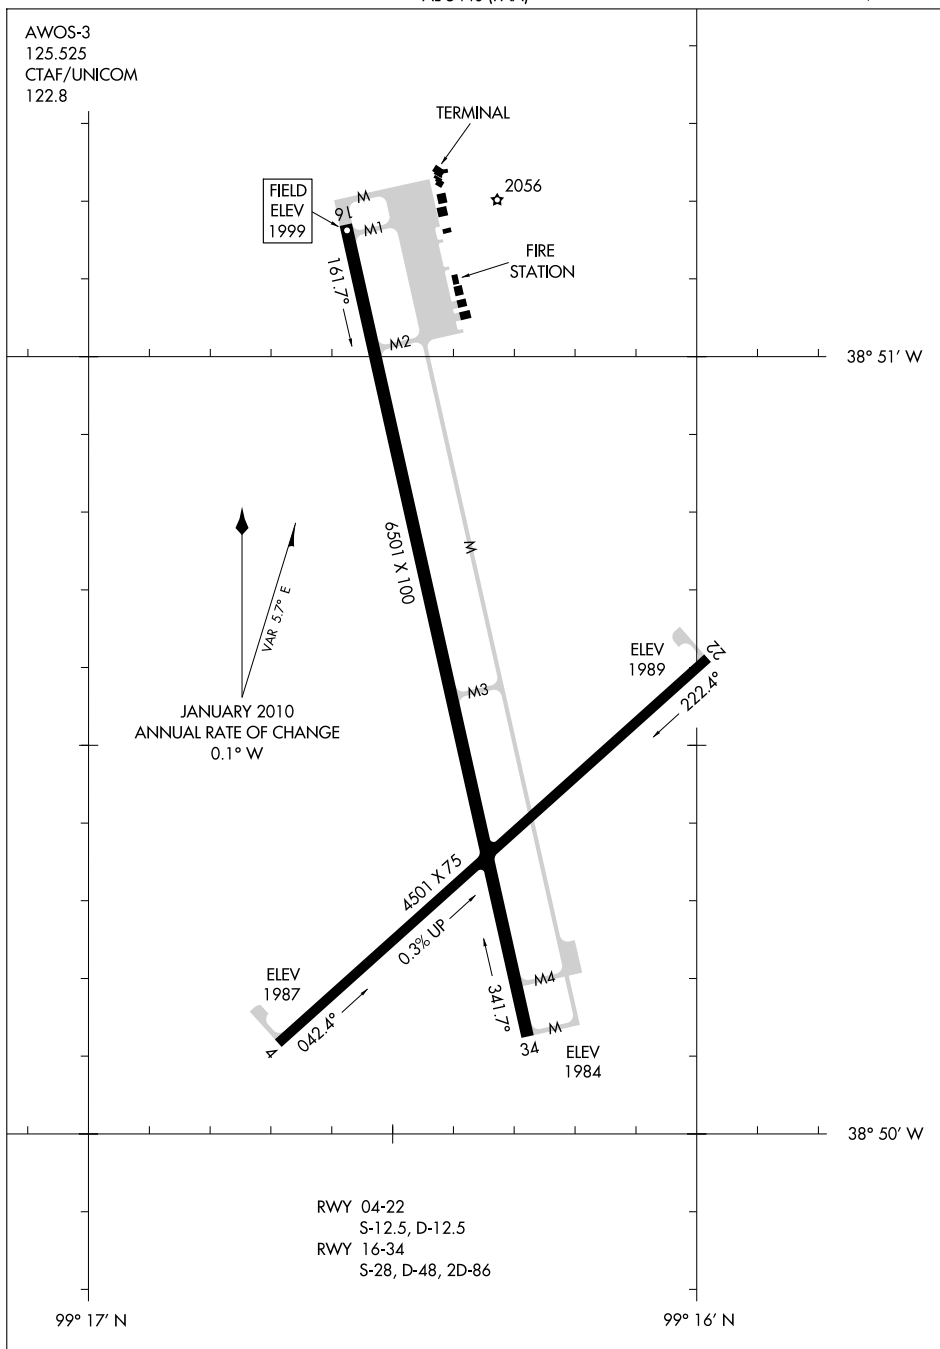 AWOS-3
125.525
CTAF/UNICOM
122.8
TERMINAL
2056
FIELD
ELEV
1999
W
16
M1
FIRE
STATION
161.7°
M2
38° 51' W
6501 X 100
M
VAR 5.7° E
ELEV
1989
22
222.4°
M3
JANUARY 2010
ANNUAL RATE OF CHANGE
0.1° W
4501 X 75
0.3% UP
ELEV
1987
042.4°
4
341.7°
M4
M
34
ELEV
1984
38° 50' W
RWY 04-22
S-12.5, D-12.5
RWY 16-34
S-28, D-48, 2D-86
99° 17' N
99° 16' N